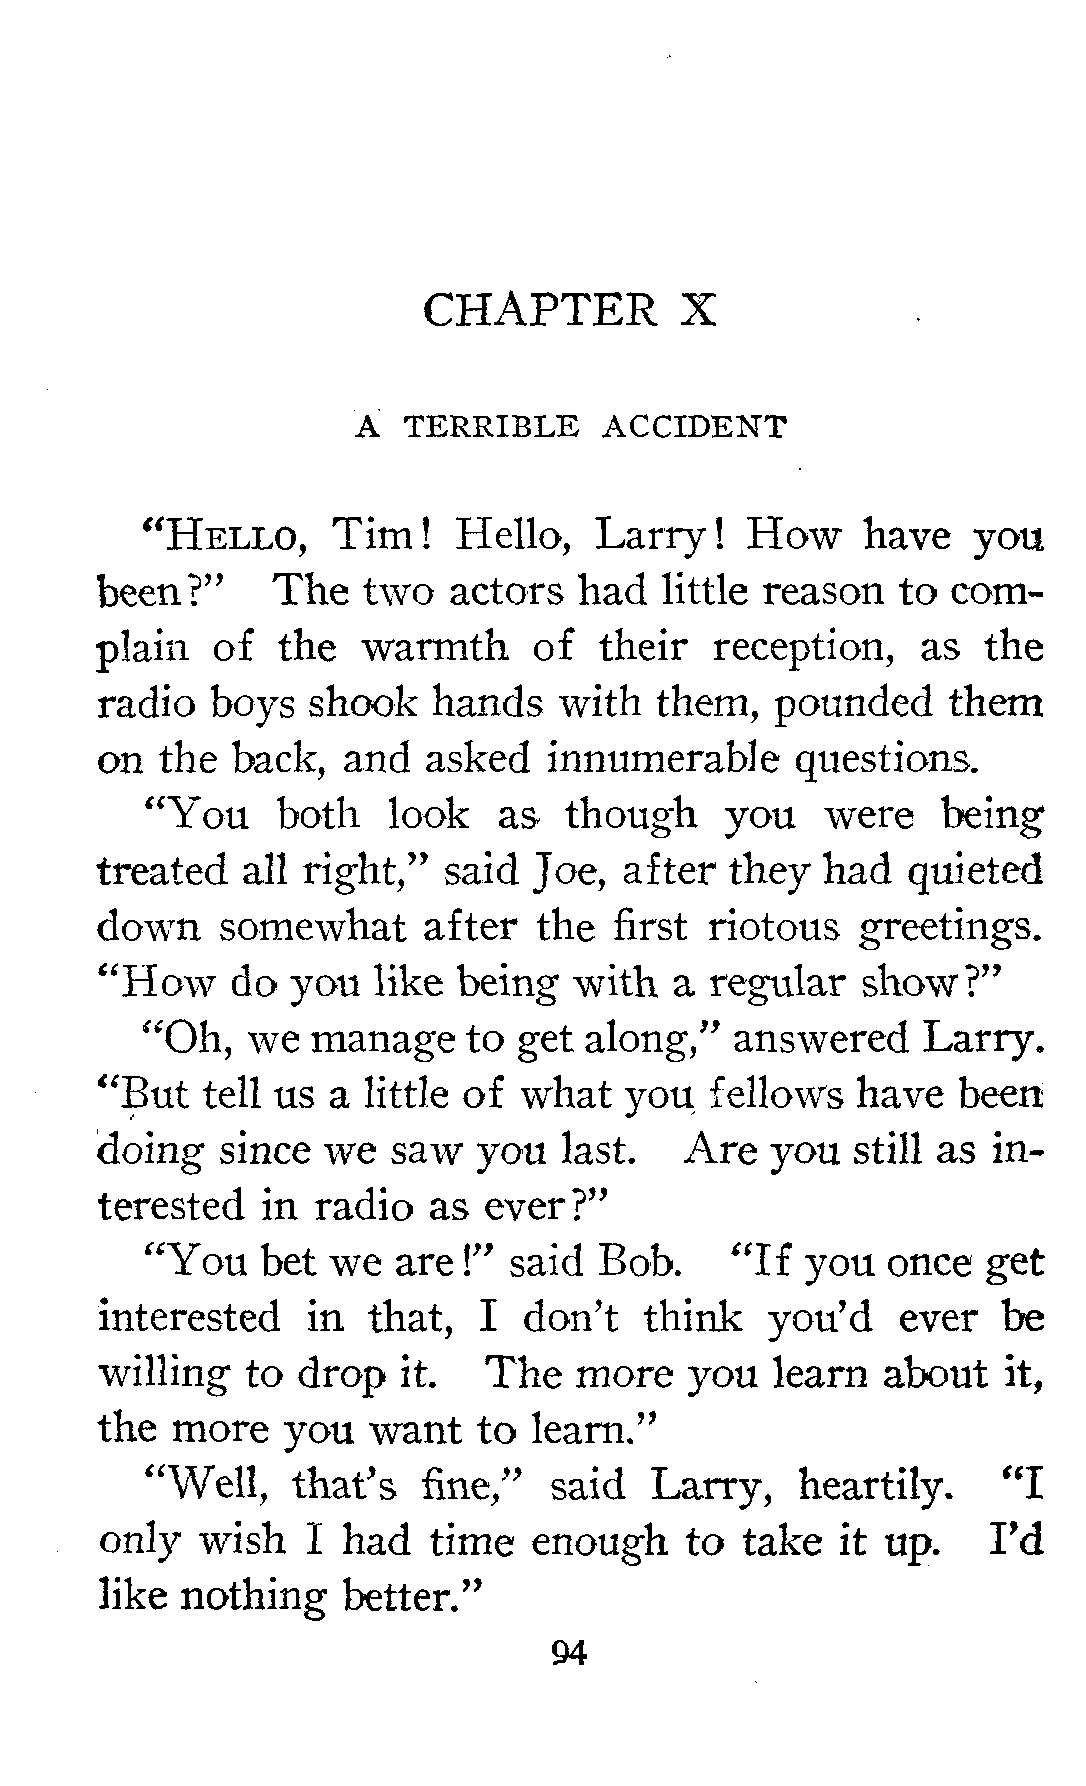 CHAPTER X
A TERRIBLE ACCIDENT
“HELLO, Tim! Hello, Larry! How have you
been?” The two actors had little reason to com-
plain of the warmth of their reception, as the
radio boys shook hands with them, pounded them
on the back, and asked innumerable questions.
“You both look as though you were being
treated all right,” said Joe, after they had quieted
down somewhat after the first riotous greetings.
“How do you like being with a regular show?”
“Oh, we manage to get along,” answered Larry.
“But tell us a little of what you fellows have been
doing since we saw you last. Are you still as in-
terested in radio as ever?”
“You bet we are!” said Bob. “If you once get
interested in that, I don’t think you’d ever be
willing to drop it. The more you learn about it,
the more you want to learn.”
“Well, that’s fine,” said Larry, heartily. “I
only wish I had time enough to take it up. I’d
like nothing better.”
94